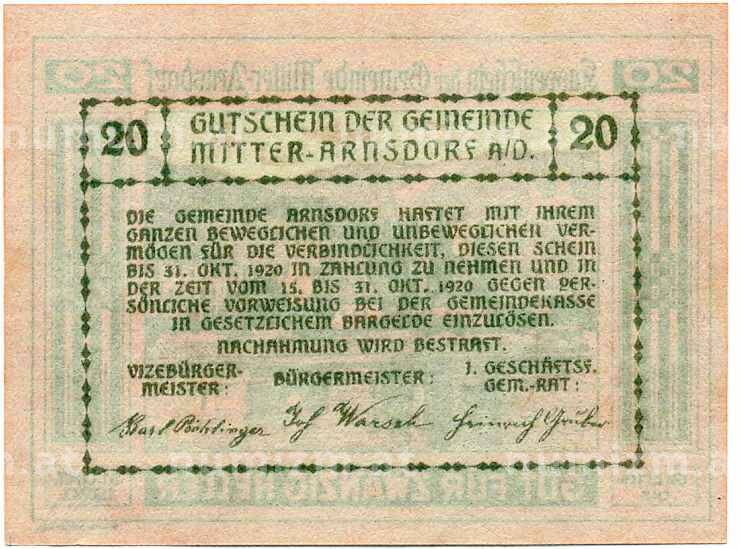 20 GUTSCHEIN DER GEMEINDE 20
MITTER-ARNSDORF A/D.
DIE GEMEINDE ARNSDORF HAFTET MIT IHREM
GANZEN BEWEGLICHEN UND UNBEWEGLICHEN VER-
MÖGEN FÜR DIE VERBINDLICHKEIT, DIESEN SCHEIN
BIS 31. OKT. 1920 IN ZAHLUNG ZU NEHMEN UND IN
DER ZEIT VOM 15. BIS 31. OKT. 1920 GEGEN PER-
SÖNLICHE VORWEISUNG BEI DER GEMEINDEKASSE
IN GESETZLICHEM BARGELDE EINZULÖSEN.
NACHAHMUNG WIRD BESTRAFT.
VIZEBÜRGER-
MEISTER:
BÜRGERMEISTER:
1. GESCHÄFTSF.
GEM.-RAT:
Joh Warsek
Heinrich Gruber